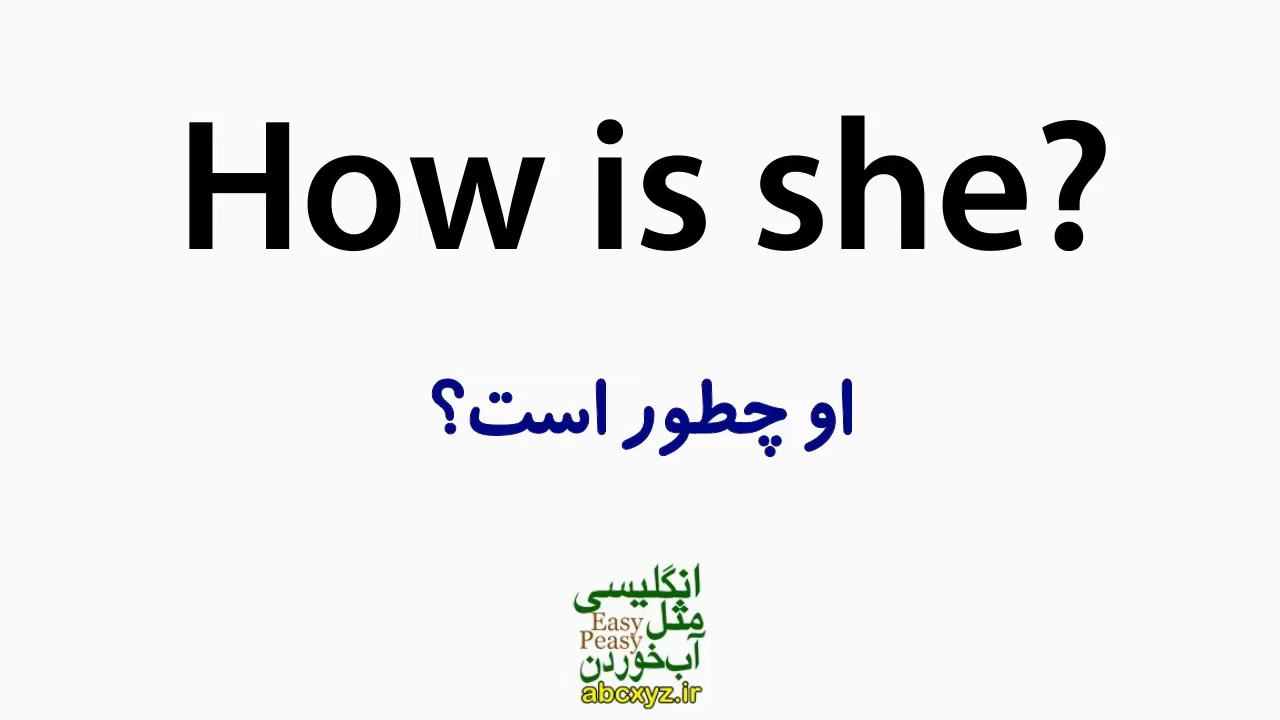 How is she?
او چطور است؟
انگلیسی
مثل
Easy
Peasy
آب‌خوردن
abcxyz.ir